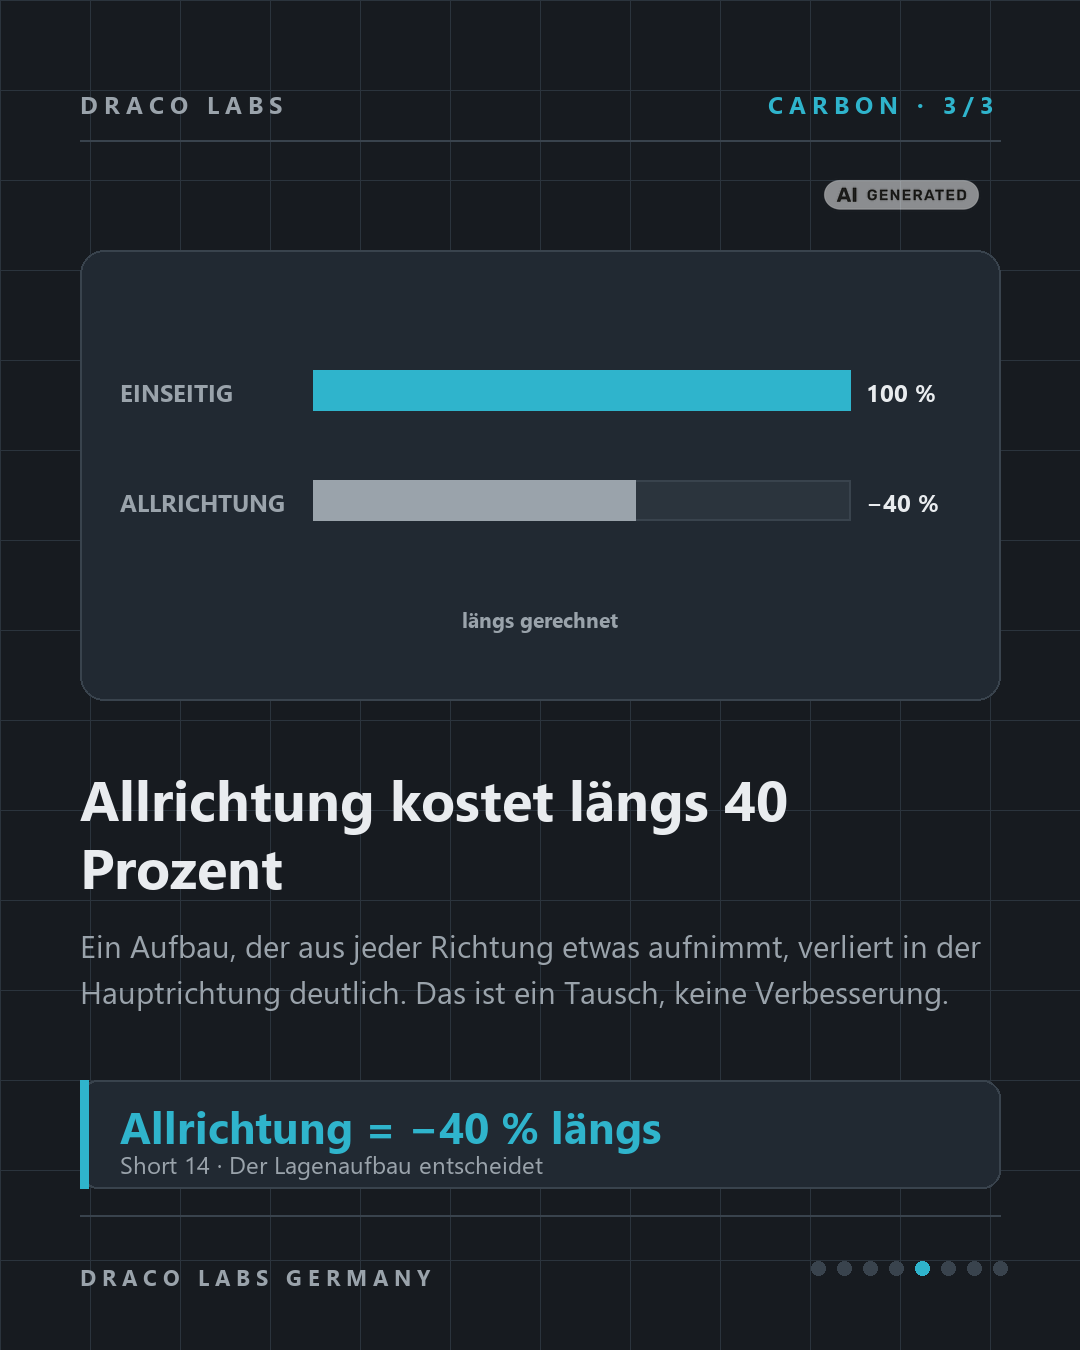 DRACO LABS
CARBON · 3/3
AI GENERATED
EINSEITIG 100 %
ALLRICHTUNG −40 %
längs gerechnet
Allrichtung kostet längs 40
Prozent
Ein Aufbau, der aus jeder Richtung etwas aufnimmt, verliert in der
Hauptrichtung deutlich. Das ist ein Tausch, keine Verbesserung.
Allrichtung = −40 % längs
Short 14 · Der Lagenaufbau entscheidet
DRACO LABS GERMANY